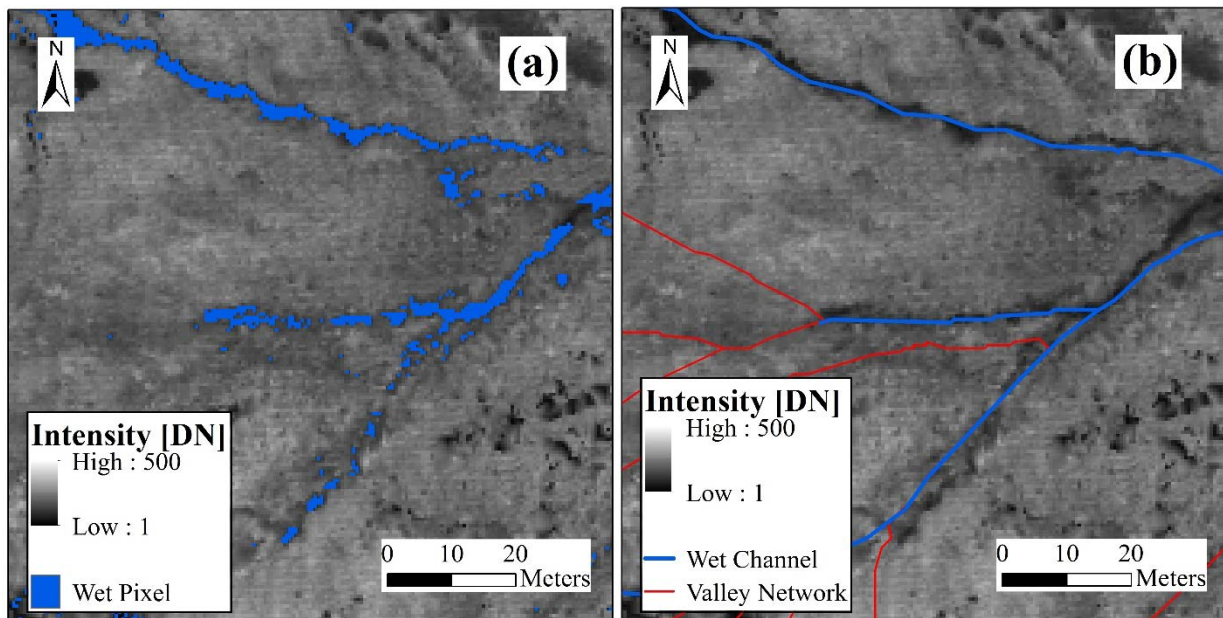 N
(a)
Intensity [DN]
High : 500
Low : 1
Wet Pixel
0 10 20
Meters
N
(b)
Intensity [DN]
High : 500
Low : 1
Wet Channel
Valley Network
0 10 20
Meters